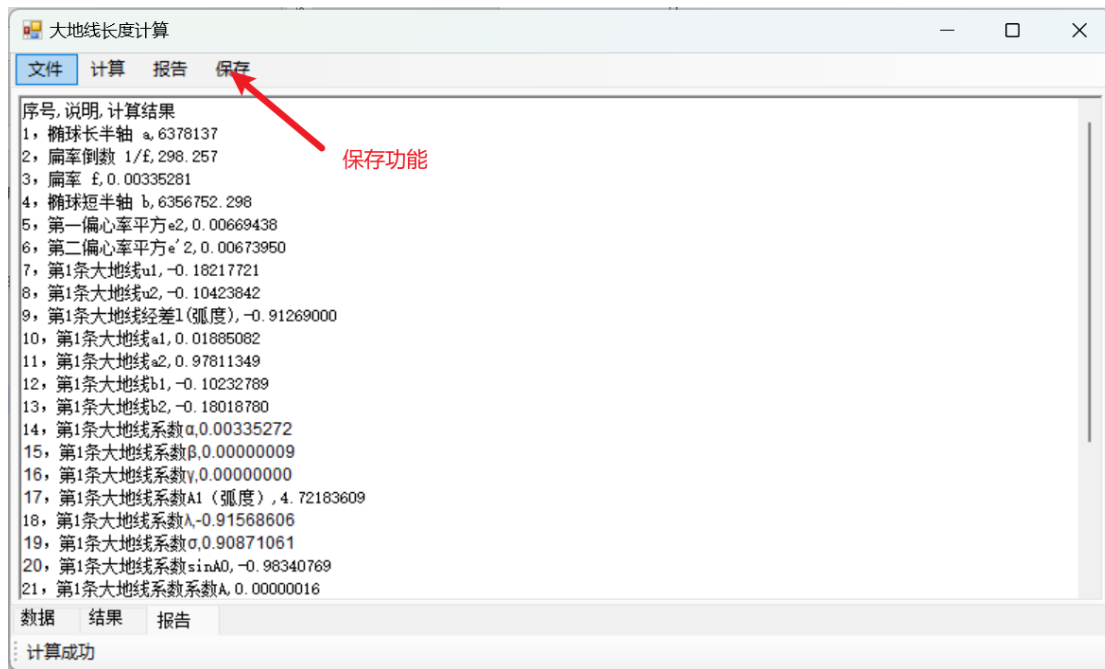 大地线长度计算
文件 计算 报告 保存
序号,说明,计算结果
1，椭球长半轴 a,6378137
2，扁率倒数 1/f,298.257
保存功能
3，扁率 f,0.00335281
4，椭球短半轴 b,6356752.298
5，第一偏心率平方e2,0.00669438
6，第二偏心率平方e'2,0.00673950
7，第1条大地线u1,-0.18217721
8，第1条大地线u2,-0.10423842
9，第1条大地线经差l(弧度),-0.91269000
10，第1条大地线a1,0.01885082
11，第1条大地线a2,0.97811349
12，第1条大地线b1,-0.10232789
13，第1条大地线b2,-0.18018780
14，第1条大地线系数α,0.00335272
15，第1条大地线系数β,0.00000009
16，第1条大地线系数γ,0.00000000
17，第1条大地线系数A1（弧度）,4.72183609
18，第1条大地线系数λ,-0.91568606
19，第1条大地线系数σ,0.90871061
20，第1条大地线系数sinA0,-0.98340769
21，第1条大地线系数系数A,0.00000016
数据 结果 报告
计算成功